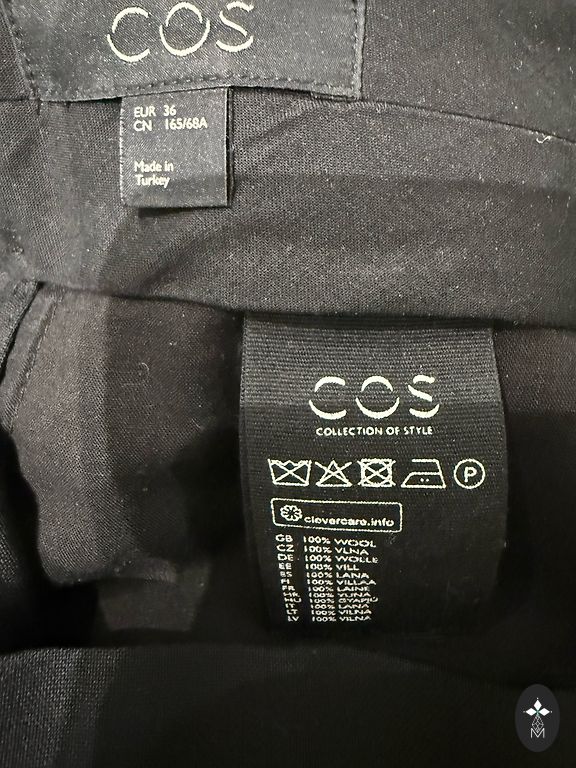 COS
EUR 36
CN 165/68A
Made in
Turkey
COS
COLLECTION OF STYLE
P
clevercare.info
GB 100% WOOL
CZ 100% VLNA
DE 100% WOLLE
EE 100% VILL
ES 100% LANA
FI 100% VILLAA
FR 100% LAINE
HR 100% VUNA
HU 100% GYAPJÚ
IT 100% LANA
LT 100% VILNA
LV 100% VILNA
M